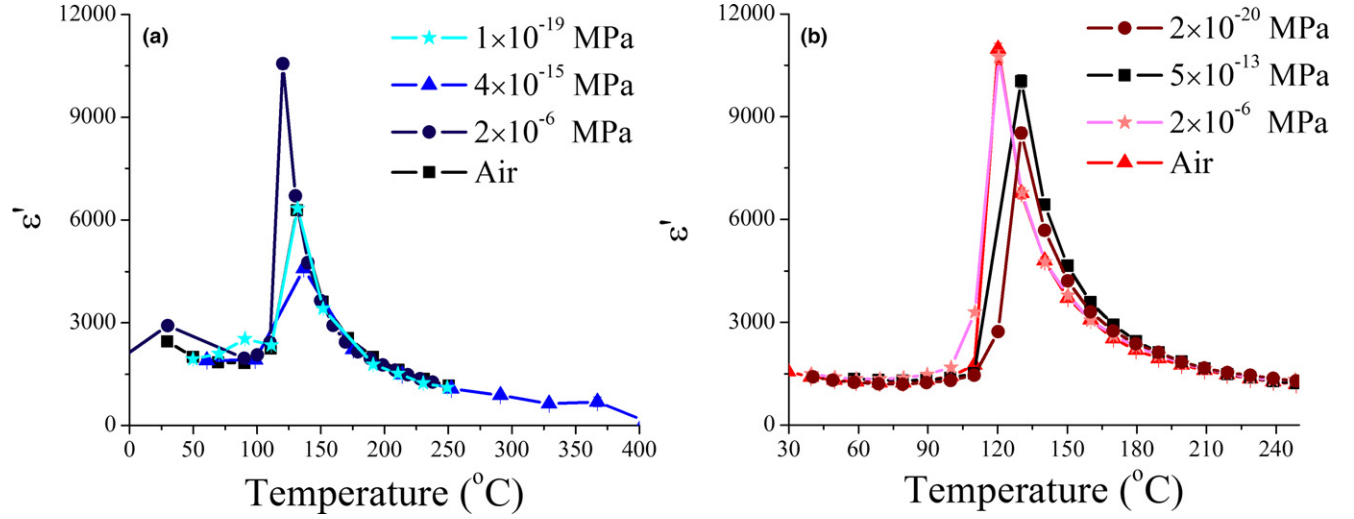 (a)
1×10⁻¹⁹ MPa
4×10⁻¹⁵ MPa
2×10⁻⁶ MPa
Air
12000
9000
6000
3000
0
ε'
0 50 100 150 200 250 300 350 400
Temperature (°C)
(b)
2×10⁻²⁰ MPa
5×10⁻¹³ MPa
2×10⁻⁶ MPa
Air
12000
9000
6000
3000
0
ε'
30 60 90 120 150 180 210 240
Temperature (°C)